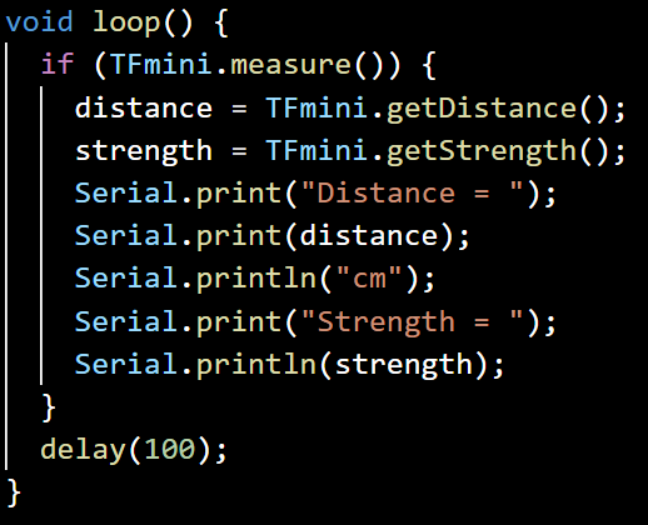 void loop() {
if (TFmini.measure()) {
distance = TFmini.getDistance();
strength = TFmini.getStrength();
Serial.print("Distance = ");
Serial.print(distance);
Serial.println("cm");
Serial.print("Strength = ");
Serial.println(strength);
}
delay(100);
}